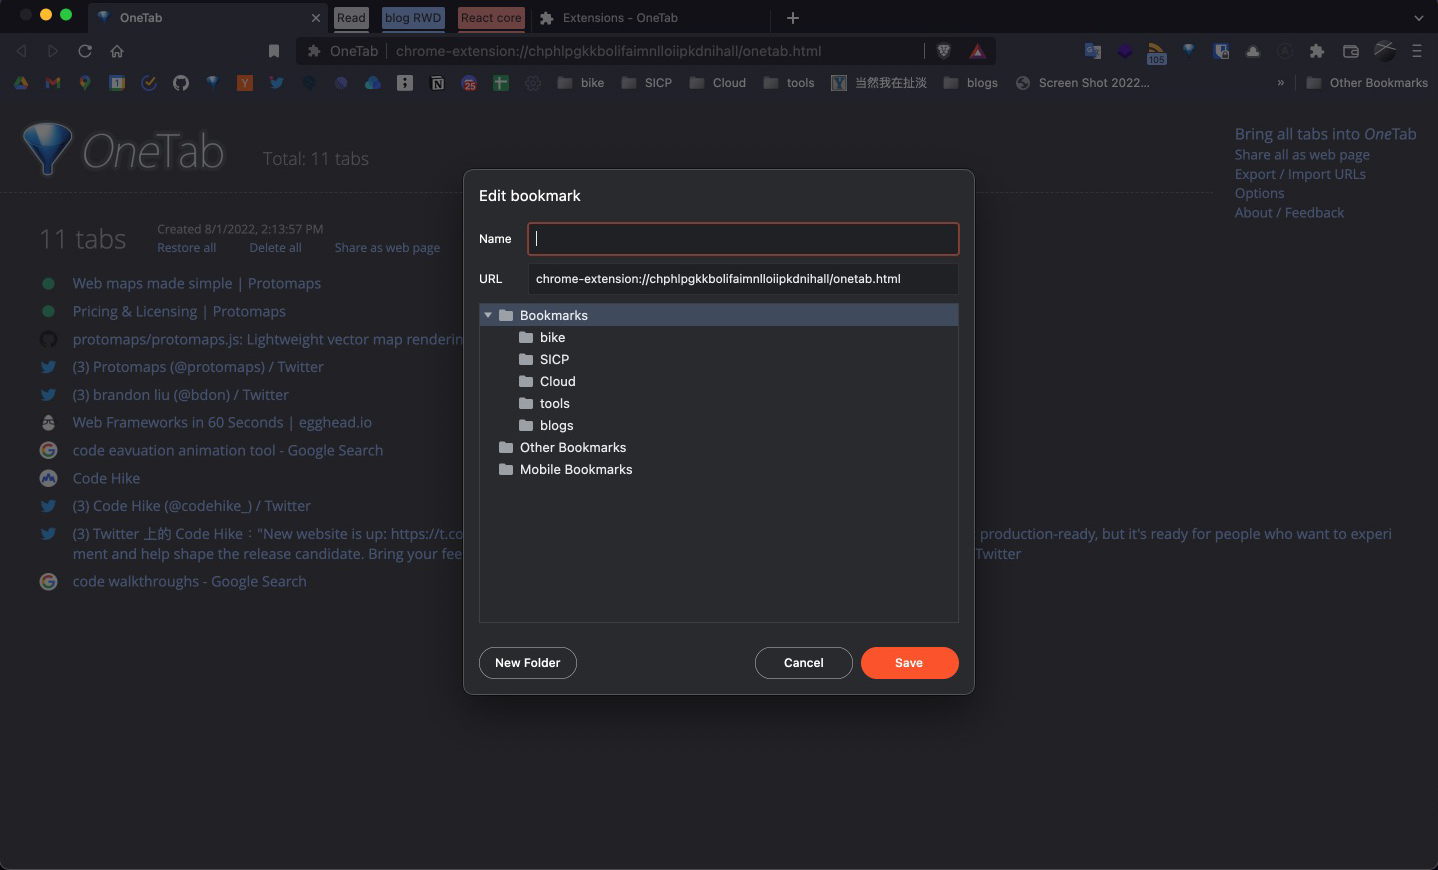 OneTab
Read
blog RWD
React core
Extensions - OneTab
OneTab
chrome-extension://chphlpgkkbolifaimnlloiipkdnihall/onetab.html
105
1
Y
25
bike
SICP
Cloud
tools
当然我在扯淡
blogs
Screen Shot 2022...
»
Other Bookmarks
OneTab
Total: 11 tabs
Bring all tabs into OneTab
Share all as web page
Export / Import URLs
Options
About / Feedback
11 tabs
Created 8/1/2022, 2:13:57 PM
Restore all
Delete all
Share as web page
Web maps made simple | Protomaps
Pricing & Licensing | Protomaps
protomaps/protomaps.js: Lightweight vector map renderin
(3) Protomaps (@protomaps) / Twitter
(3) brandon liu (@bdon) / Twitter
Web Frameworks in 60 Seconds | egghead.io
code eavuation animation tool - Google Search
Code Hike
(3) Code Hike (@codehike_) / Twitter
(3) Twitter 上的 Code Hike："New website is up: https://t.co production-ready, but it's ready for people who want to experi
ment and help shape the release candidate. Bring your fee Twitter
code walkthroughs - Google Search
Edit bookmark
Name
URL
chrome-extension://chphlpgkkbolifaimnlloiipkdnihall/onetab.html
Bookmarks
bike
SICP
Cloud
tools
blogs
Other Bookmarks
Mobile Bookmarks
New Folder
Cancel
Save